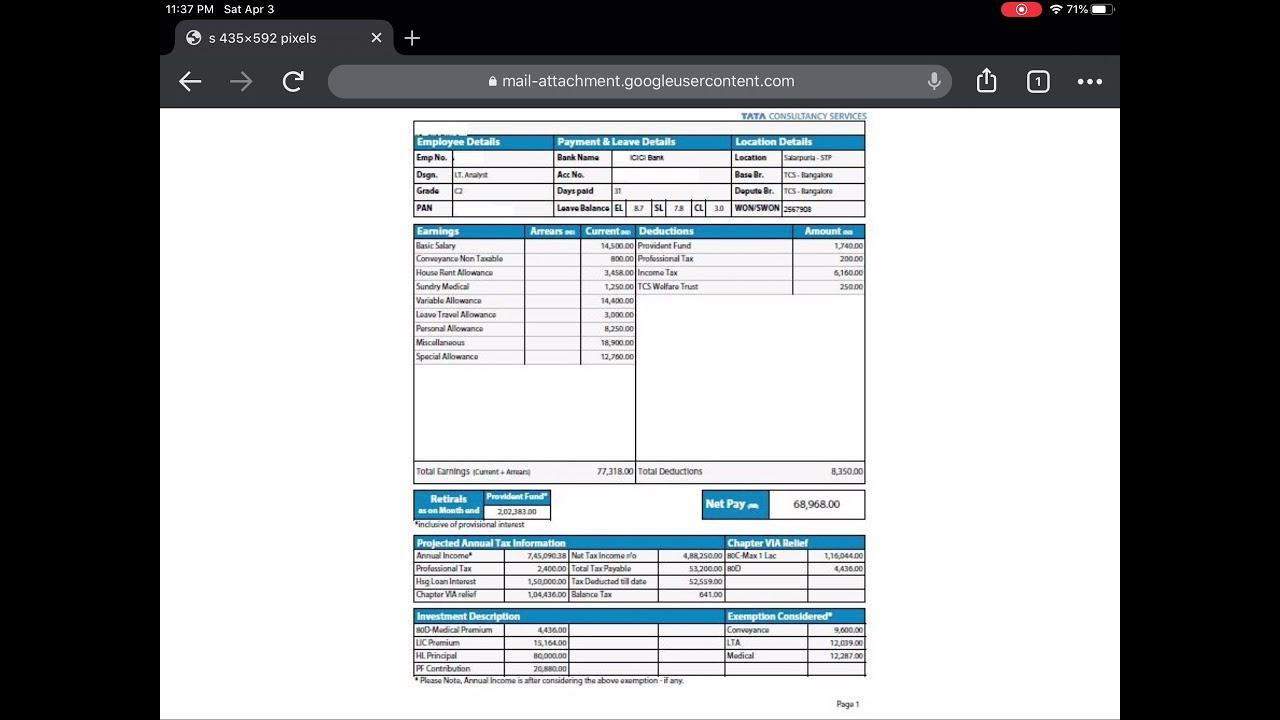 11:37 PM Sat Apr 3 71%
s 435×592 pixels
mail-attachment.googleusercontent.com 1
TATA CONSULTANCY SERVICES
Employee Details Payment & Leave Details Location Details
Emp No. Bank Name ICICI Bank Location Salarpuria - STP
Dsgn. I.T. Analyst Acc No. Base Br. TCS - Bangalore
Grade C2 Days paid 31 Depute Br. TCS - Bangalore
PAN Leave Balance EL 8.7 SL 7.8 CL 3.0 WON/SWON 2567908
Earnings Arrears Current Deductions Amount
Basic Salary 14,500.00 Provident Fund 1,740.00
Conveyance Non Taxable 800.00 Professional Tax 200.00
House Rent Allowance 3,458.00 Income Tax 6,160.00
Sundry Medical 1,250.00 TCS Welfare Trust 250.00
Variable Allowance 14,400.00
Leave Travel Allowance 3,000.00
Personal Allowance 8,250.00
Miscellaneous 18,900.00
Special Allowance 12,760.00
Total Earnings (Current + Arrears) 77,318.00 Total Deductions 8,350.00
Retirals Provident Fund*
as on Month end 2,02,383.00 Net Pay 68,968.00
*inclusive of provisional interest
Projected Annual Tax Information Chapter VIA Relief
Annual Income* 7,45,090.38 Net Tax Income r/o 4,88,250.00 80C-Max 1 Lac 1,16,044.00
Professional Tax 2,400.00 Total Tax Payable 53,200.00 80D 4,436.00
Hsg Loan Interest 1,50,000.00 Tax Deducted till date 52,559.00
Chapter VIA relief 1,04,436.00 Balance Tax 641.00
Investment Description Exemption Considered*
80D-Medical Premium 4,436.00 Conveyance 9,600.00
LIC Premium 15,164.00 LTA 12,039.00
HL Principal 80,000.00 Medical 12,287.00
PF Contribution 20,880.00
* Please Note, Annual Income is after considering the above exemption - if any.
Page 1